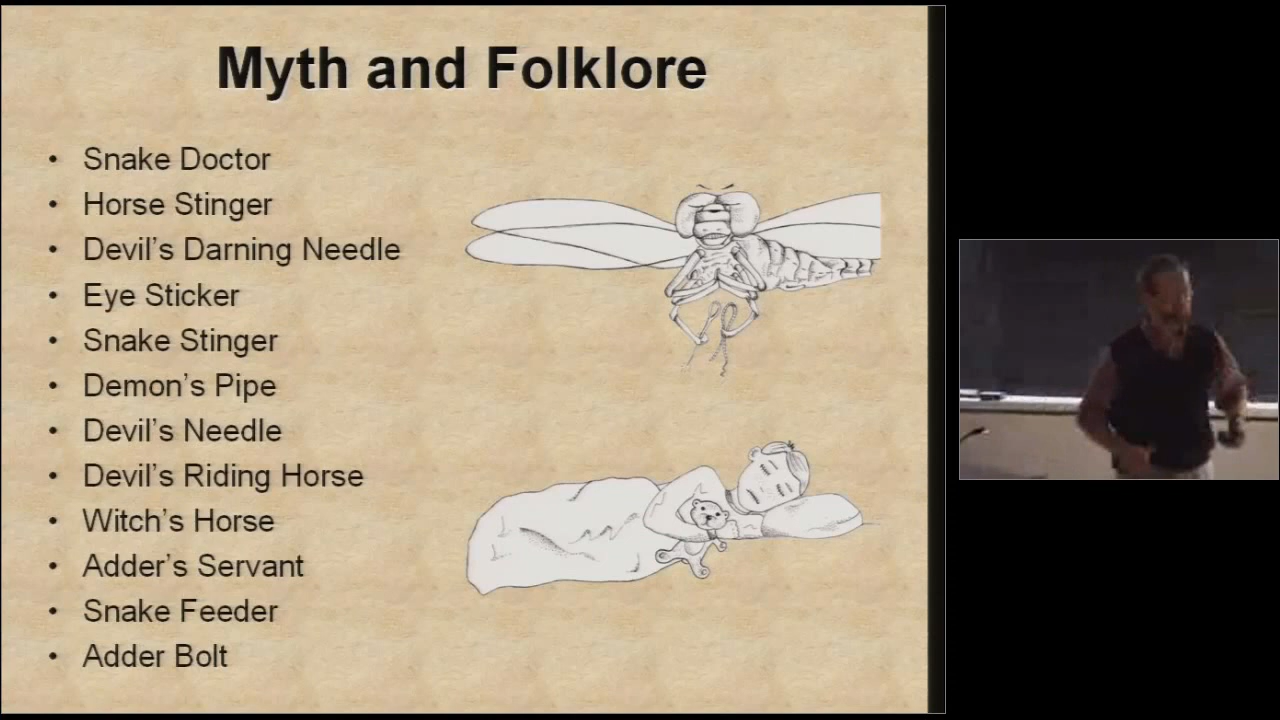 Myth and Folklore
• Snake Doctor
• Horse Stinger
• Devil's Darning Needle
• Eye Sticker
• Snake Stinger
• Demon's Pipe
• Devil's Needle
• Devil's Riding Horse
• Witch's Horse
• Adder's Servant
• Snake Feeder
• Adder Bolt